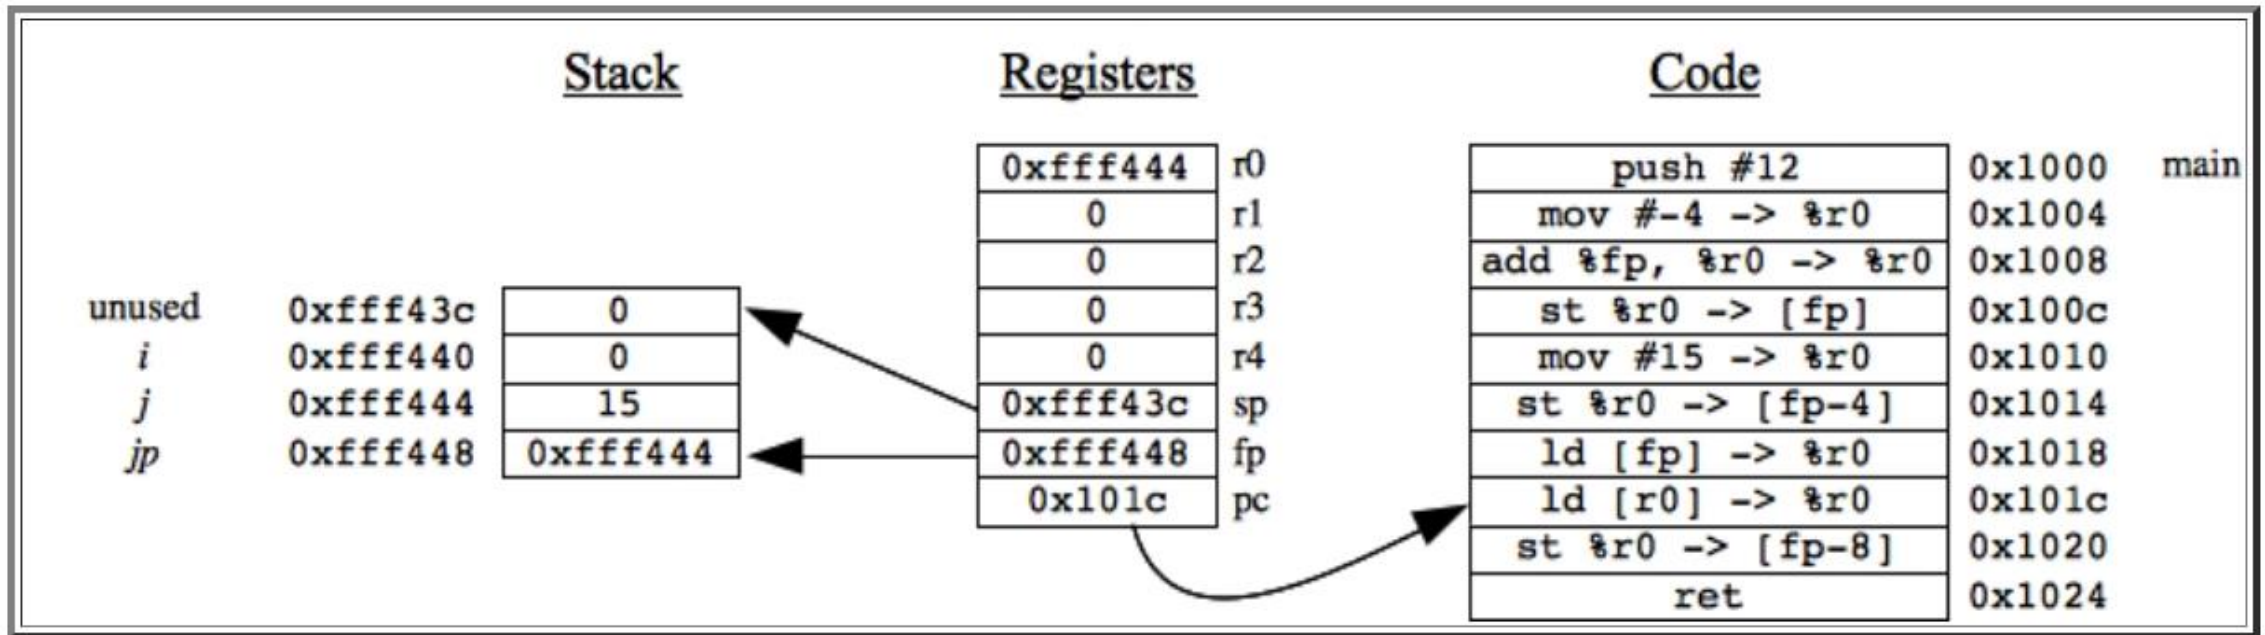 Stack Registers Code
0xfff444 r0 push #12 0x1000 main
0 r1 mov #-4 -> %r0 0x1004
0 r2 add %fp, %r0 -> %r0 0x1008
unused 0xfff43c 0 0 r3 st %r0 -> [fp] 0x100c
i 0xfff440 0 0 r4 mov #15 -> %r0 0x1010
j 0xfff444 15 0xfff43c sp st %r0 -> [fp-4] 0x1014
jp 0xfff448 0xfff444 0xfff448 fp ld [fp] -> %r0 0x1018
0x101c pc ld [r0] -> %r0 0x101c
st %r0 -> [fp-8] 0x1020
ret 0x1024